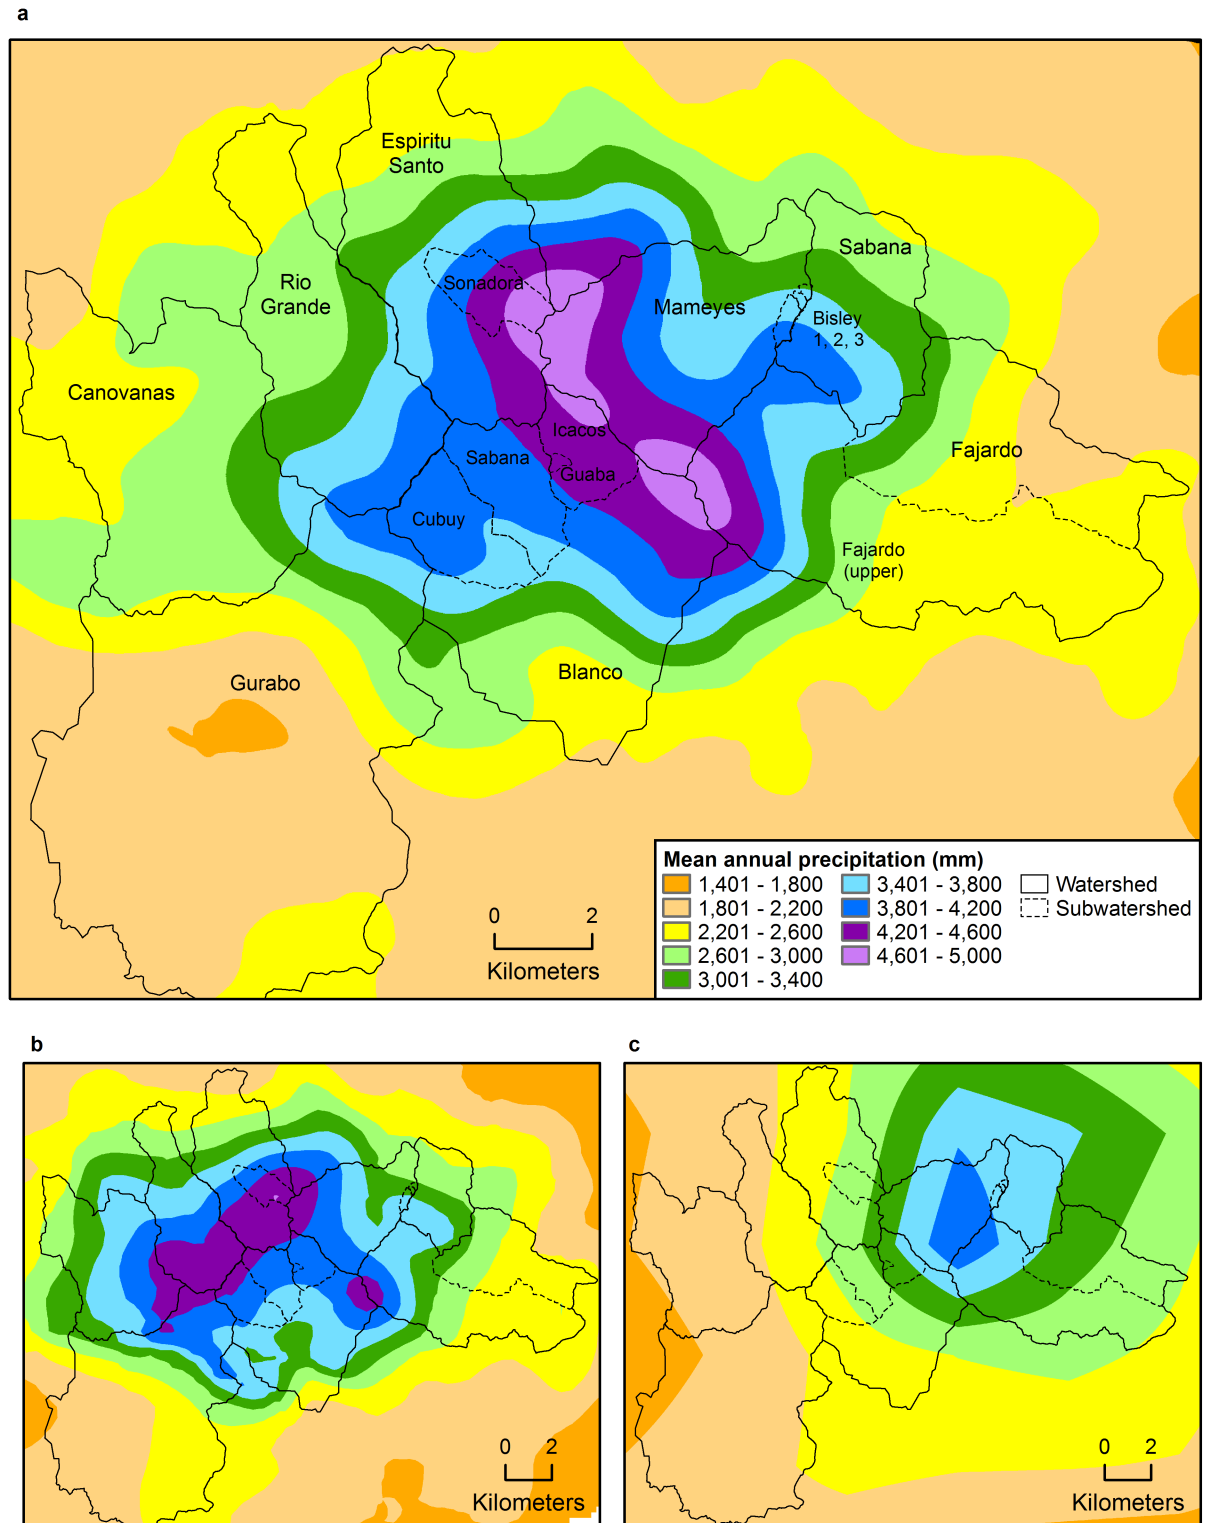 a
Espiritu
Santo
Sabana
Rio
Grande
Sonadora
Mameyes
Bisley
1, 2, 3
Canovanas
Icacos
Sabana
Guaba
Fajardo
Cubuy
Fajardo
(upper)
Blanco
Gurabo
Mean annual precipitation (mm)
1,401 - 1,800
1,801 - 2,200
2,201 - 2,600
2,601 - 3,000
3,001 - 3,400
3,401 - 3,800
3,801 - 4,200
4,201 - 4,600
4,601 - 5,000
Watershed
Subwatershed
0 2
Kilometers
b
0 2
Kilometers
c
0 2
Kilometers